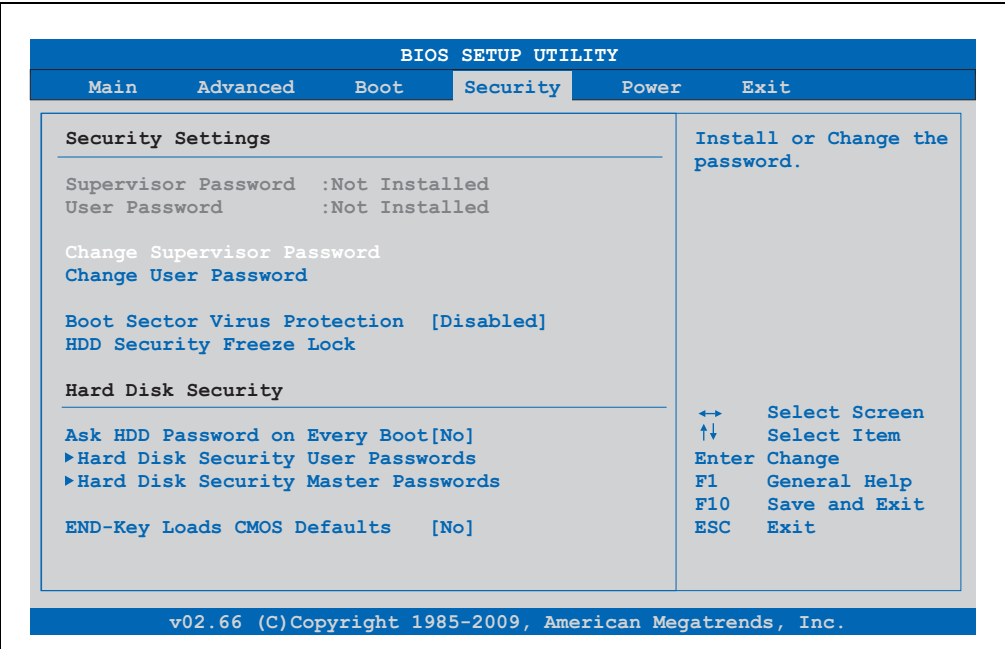 BIOS SETUP UTILITY
Main Advanced Boot Security Power Exit
Security Settings
Supervisor Password :Not Installed
User Password :Not Installed
Change Supervisor Password
Change User Password
Boot Sector Virus Protection [Disabled]
HDD Security Freeze Lock
Hard Disk Security
Ask HDD Password on Every Boot[No]
▶Hard Disk Security User Passwords
▶Hard Disk Security Master Passwords
END-Key Loads CMOS Defaults [No]
Install or Change the
password.
↔ Select Screen
↑↓ Select Item
Enter Change
F1 General Help
F10 Save and Exit
ESC Exit
v02.66 (C)Copyright 1985-2009, American Megatrends, Inc.